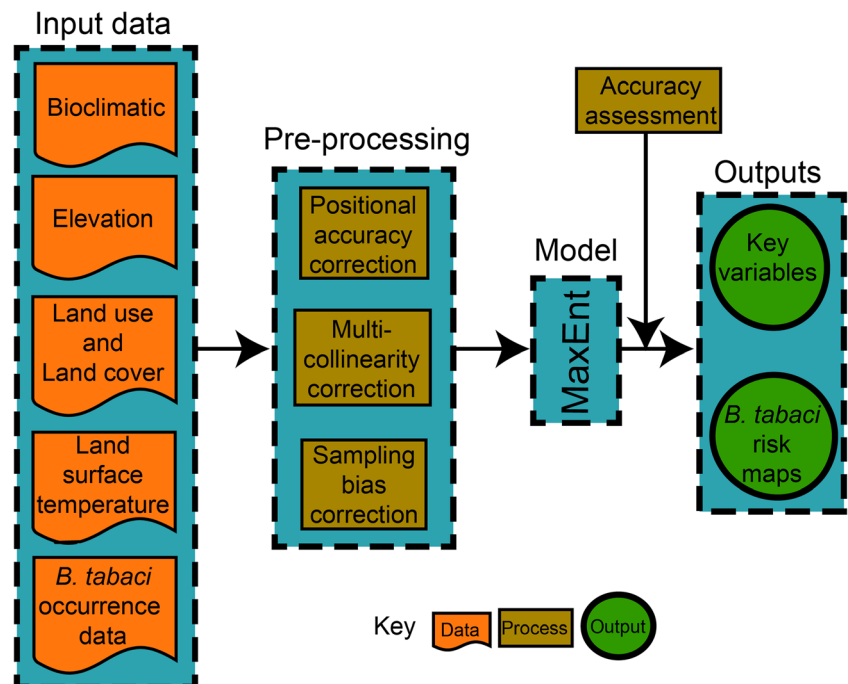 Input data
Bioclimatic
Elevation
Land use
and
Land cover
Land
surface
temperature
B. tabaci
occurrence
data
Pre-processing
Positional
accuracy
correction
Multi-
collinearity
correction
Sampling
bias
correction
Model
MaxEnt
Accuracy
assessment
Outputs
Key
variables
B. tabaci
risk
maps
Key
Data
Process
Output